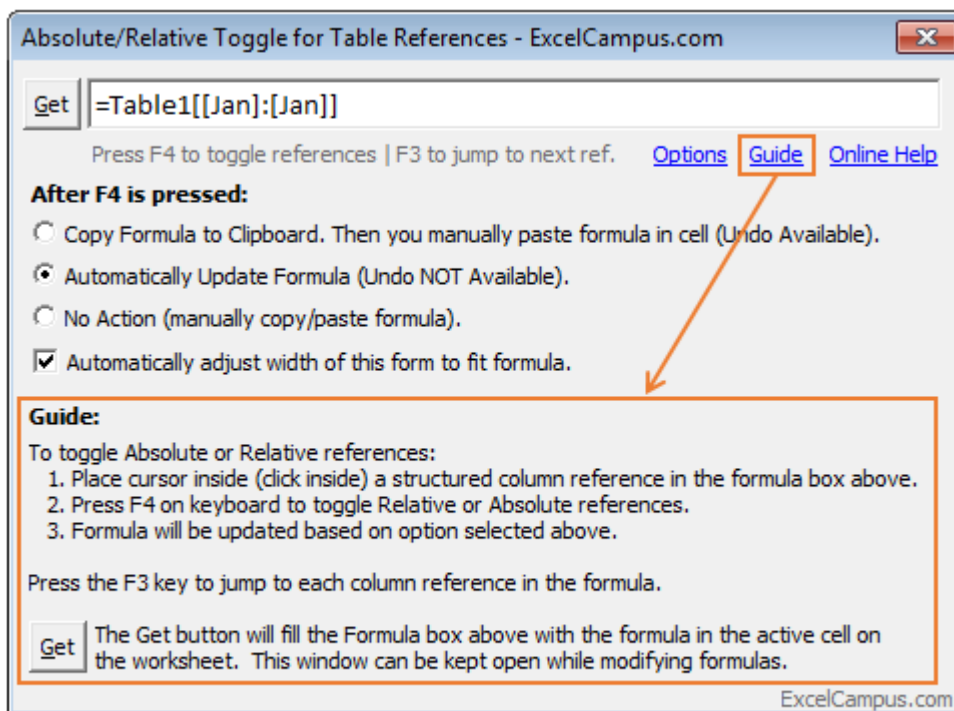 Absolute/Relative Toggle for Table References - ExcelCampus.com
Get =Table1[[Jan]:[Jan]]
Press F4 to toggle references | F3 to jump to next ref. Options Guide Online Help
After F4 is pressed:
Copy Formula to Clipboard. Then you manually paste formula in cell (Undo Available).
Automatically Update Formula (Undo NOT Available).
No Action (manually copy/paste formula).
Automatically adjust width of this form to fit formula.
Guide:
To toggle Absolute or Relative references:
1. Place cursor inside (click inside) a structured column reference in the formula box above.
2. Press F4 on keyboard to toggle Relative or Absolute references.
3. Formula will be updated based on option selected above.
Press the F3 key to jump to each column reference in the formula.
Get The Get button will fill the Formula box above with the formula in the active cell on
the worksheet. This window can be kept open while modifying formulas.
ExcelCampus.com